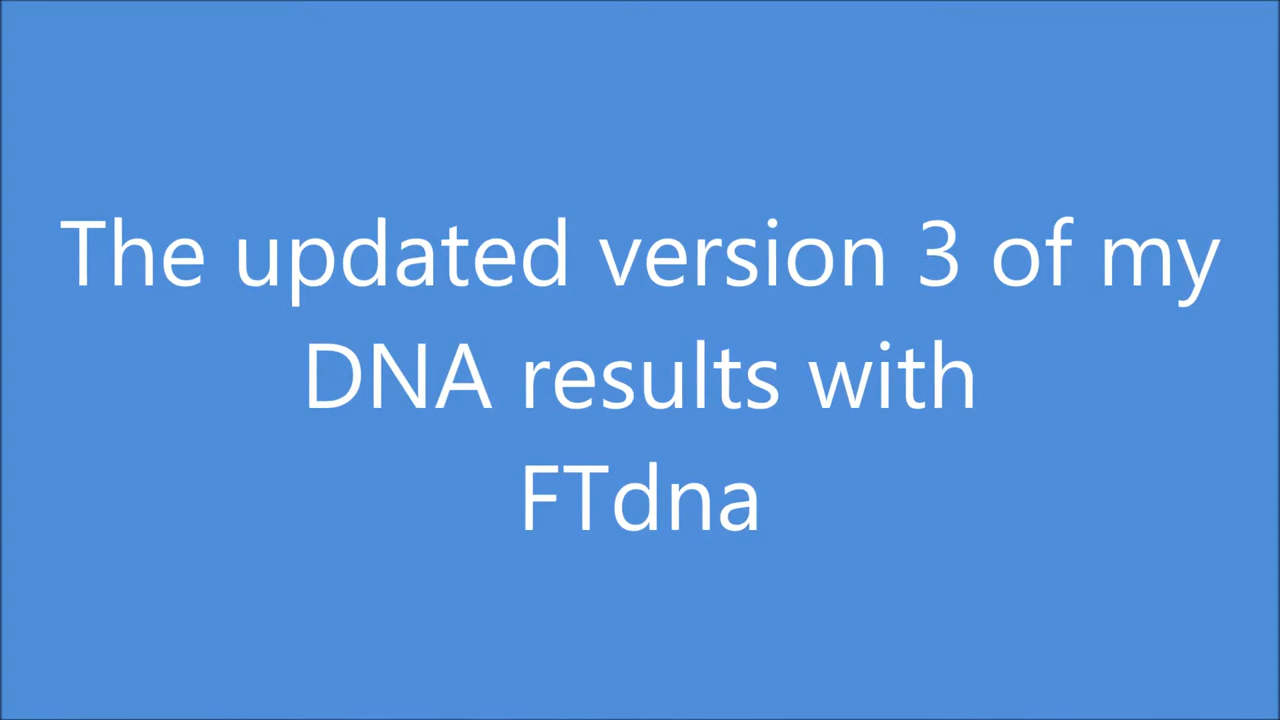 The updated version 3 of my
DNA results with
FTdna